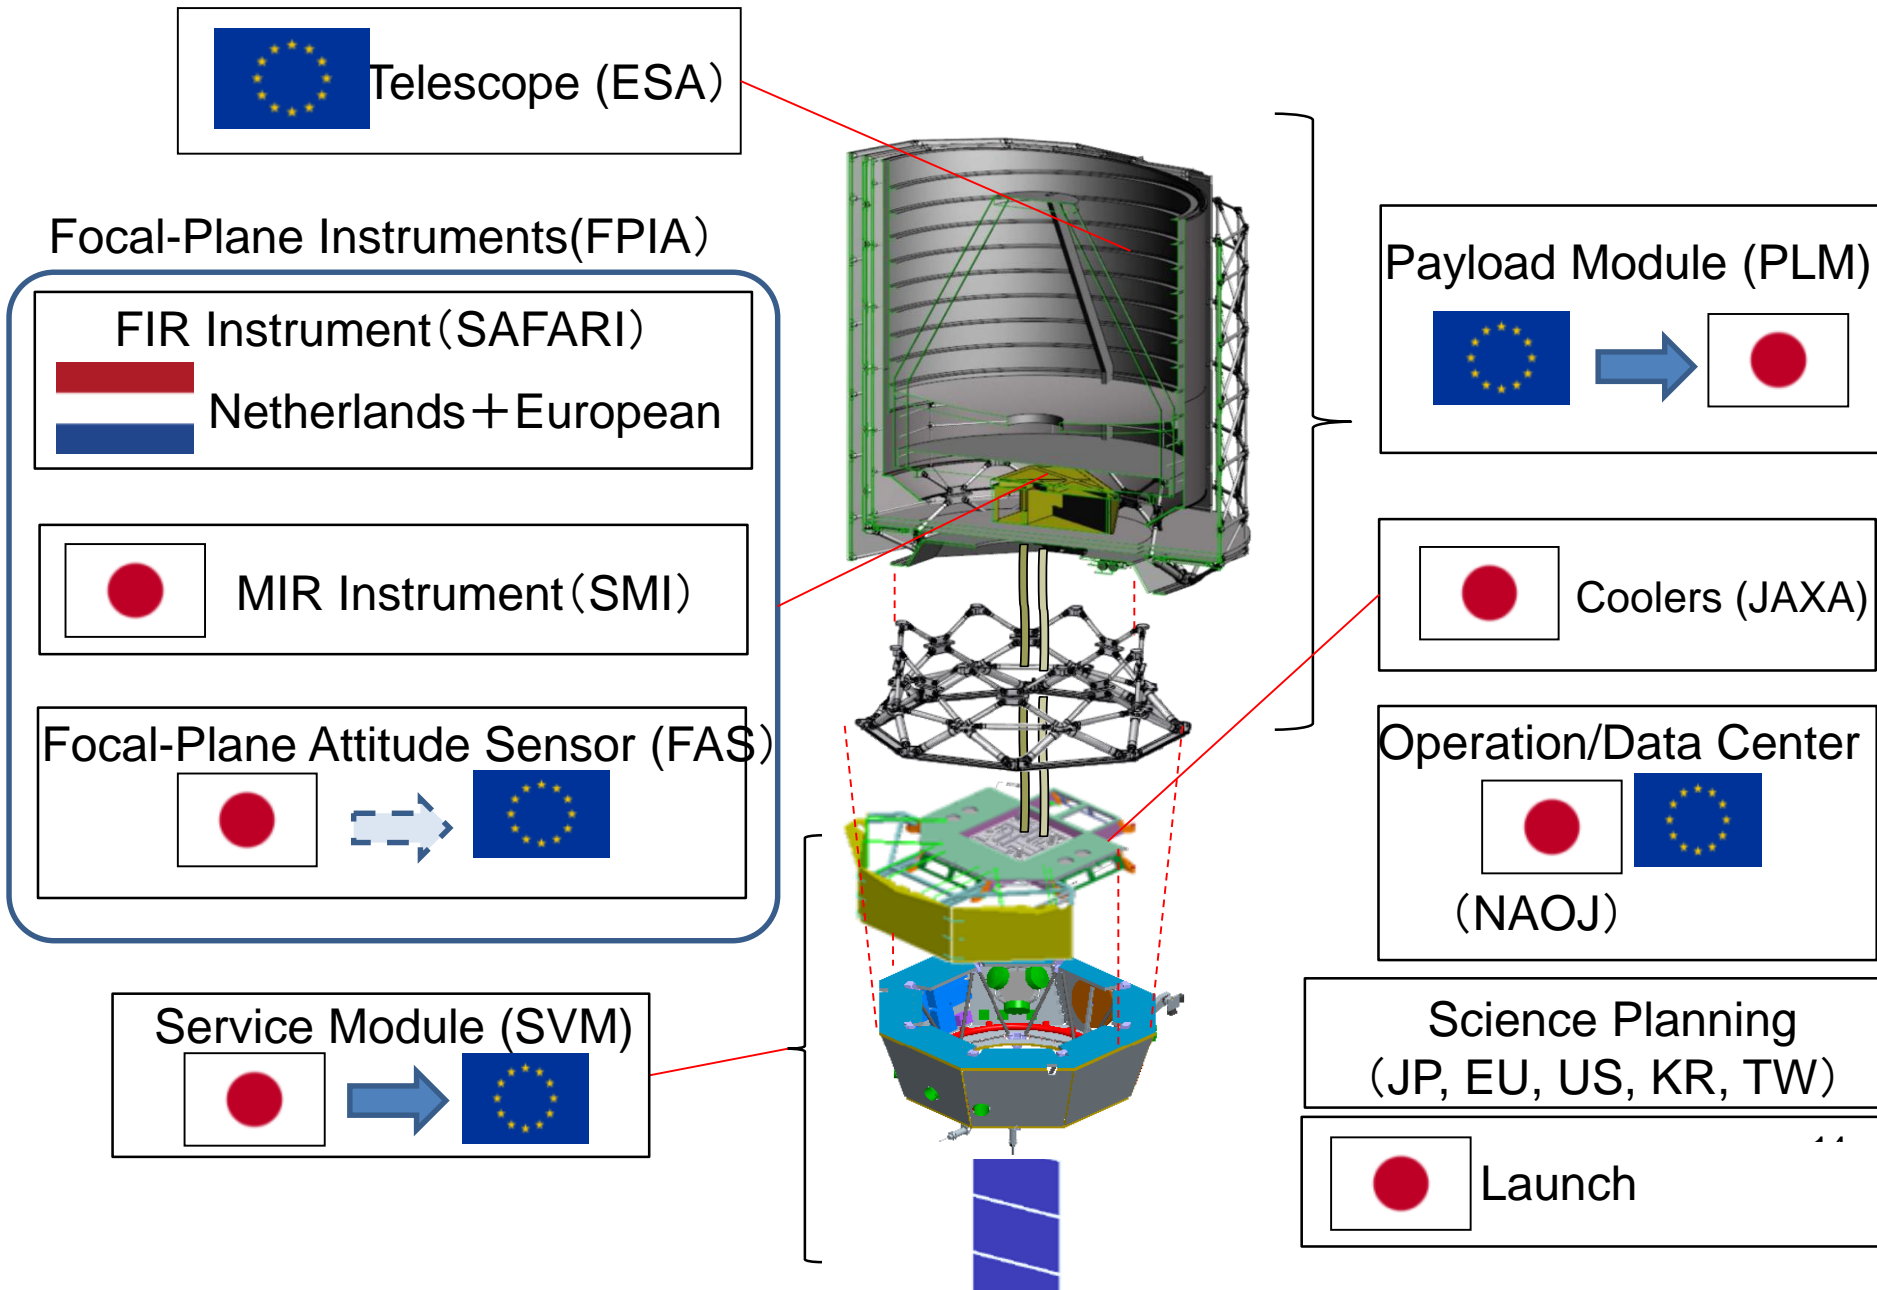 Telescope (ESA）
Focal-Plane Instruments(FPIA）
FIR Instrument（SAFARI）
Netherlands＋European
MIR Instrument（SMI）
Focal-Plane Attitude Sensor (FAS）
Service Module (SVM)
Payload Module (PLM)
Coolers (JAXA)
Operation/Data Center
（NAOJ）
Science Planning
（JP, EU, US, KR, TW）
Launch